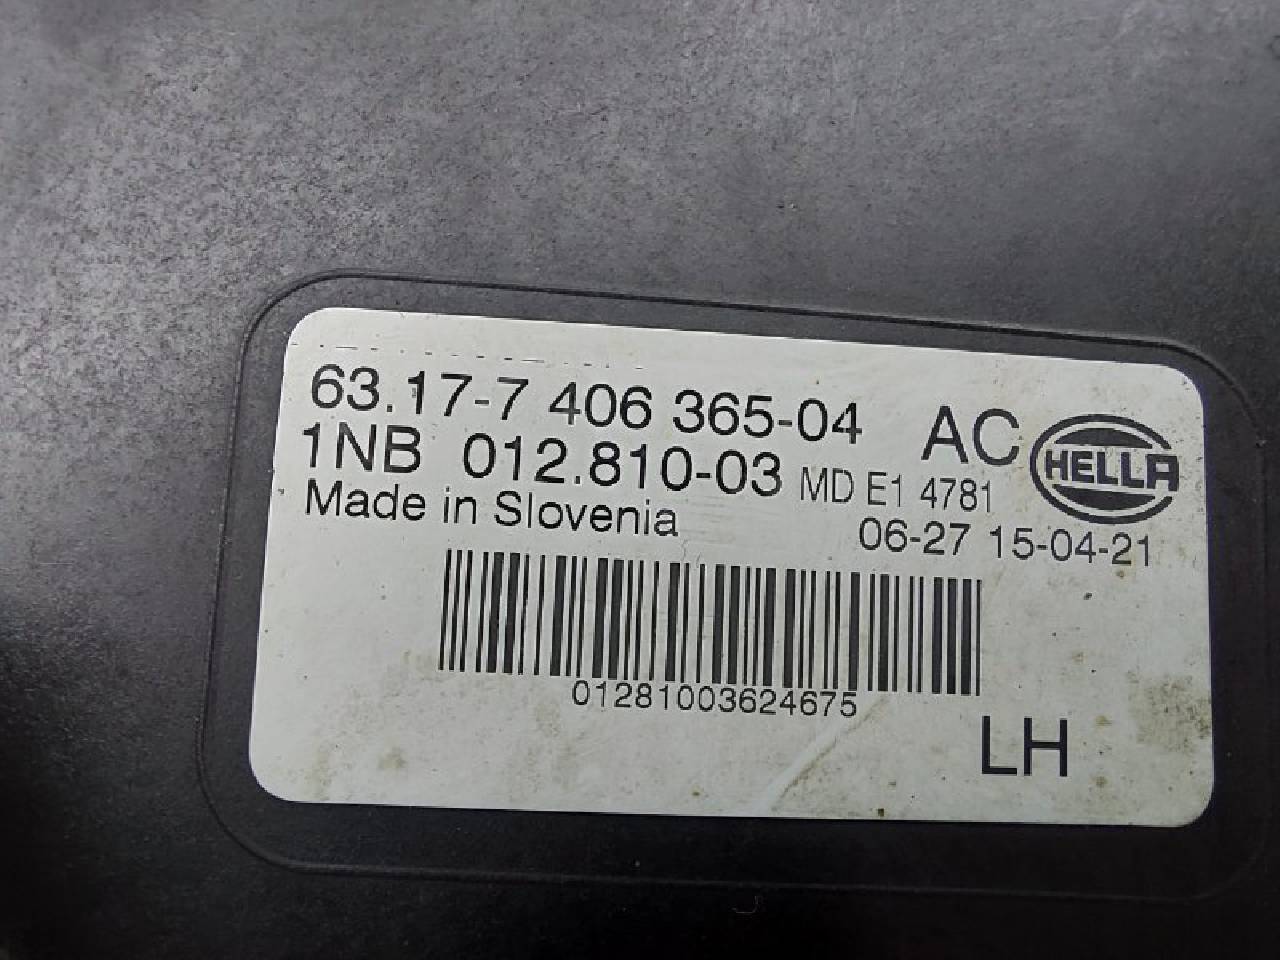 63.17-7 406 365-04 AC HELLA
1NB 012.810-03 MD E1 4781
Made in Slovenia 06-27 15-04-21
01281003624675
LH